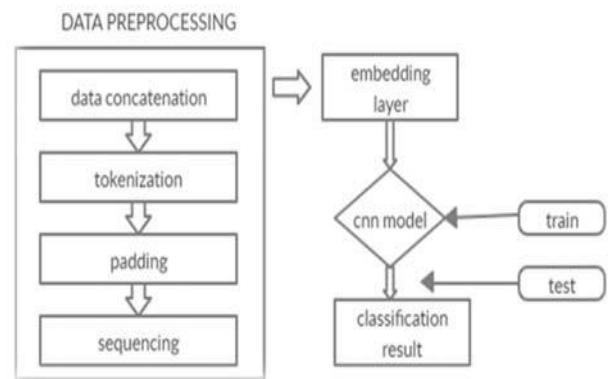 DATA PREPROCESSING
data concatenation
tokenization
padding
sequencing
embedding
layer
cnn model
train
test
classification
result